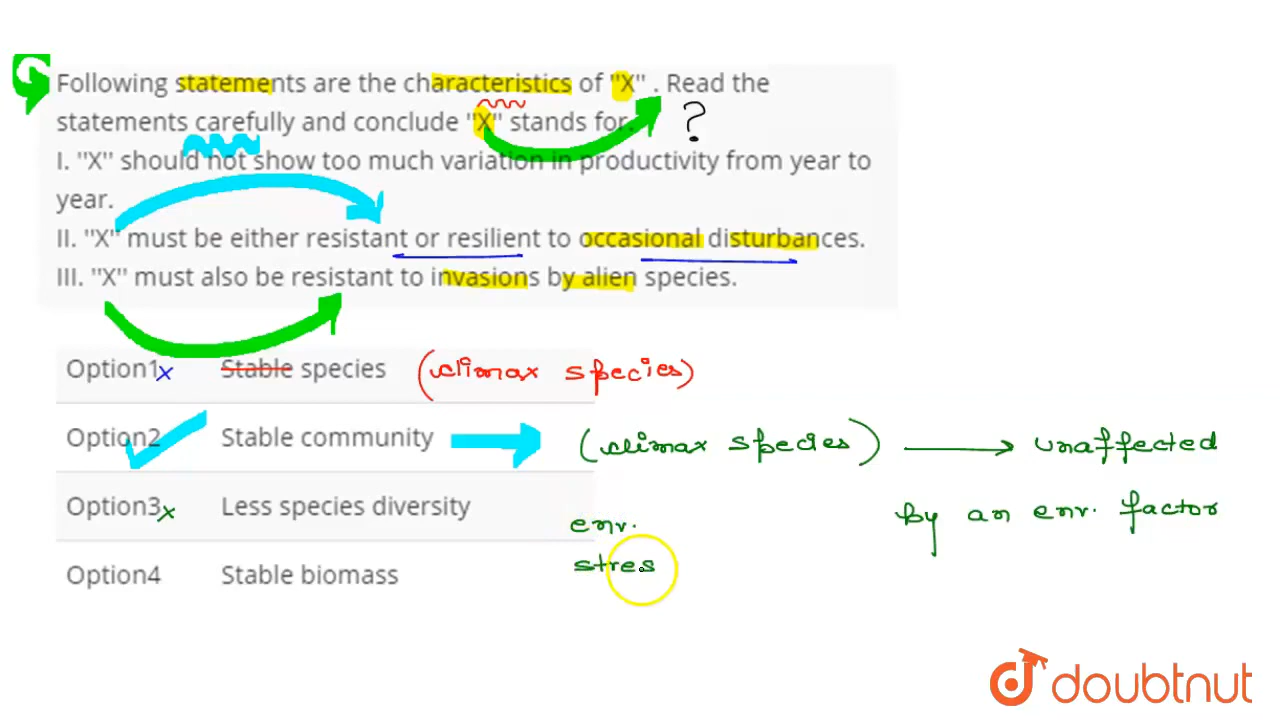 Following statements are the characteristics of "X" . Read the
statements carefully and conclude "X" stands for. ?
I. "X" should not show too much variation in productivity from year to
year.
II. "X" must be either resistant or resilient to occasional disturbances.
III. "X" must also be resistant to invasions by alien species.
Option1 x Stable species (climax species)
Option2 Stable community (climax species) unaffected
by an env. factor
Option3 x Less species diversity
env.
stres
Option4 Stable biomass
doubtnut